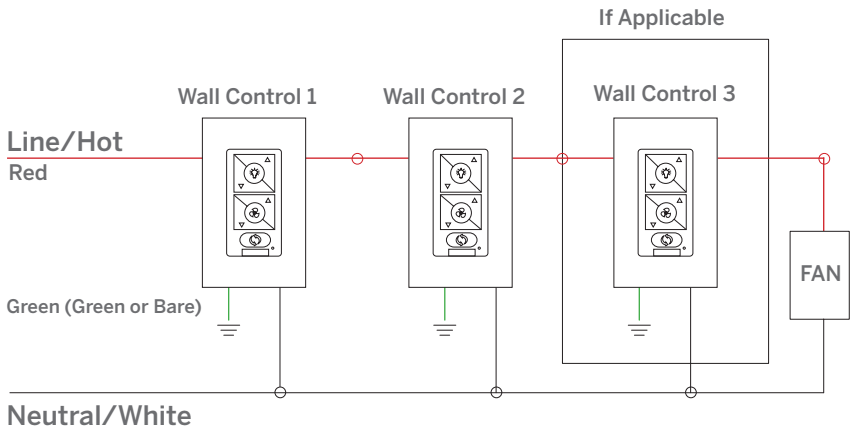 If Applicable
Wall Control 1
Wall Control 2
Wall Control 3
Line/Hot
Red
FAN
Green (Green or Bare)
Neutral/White